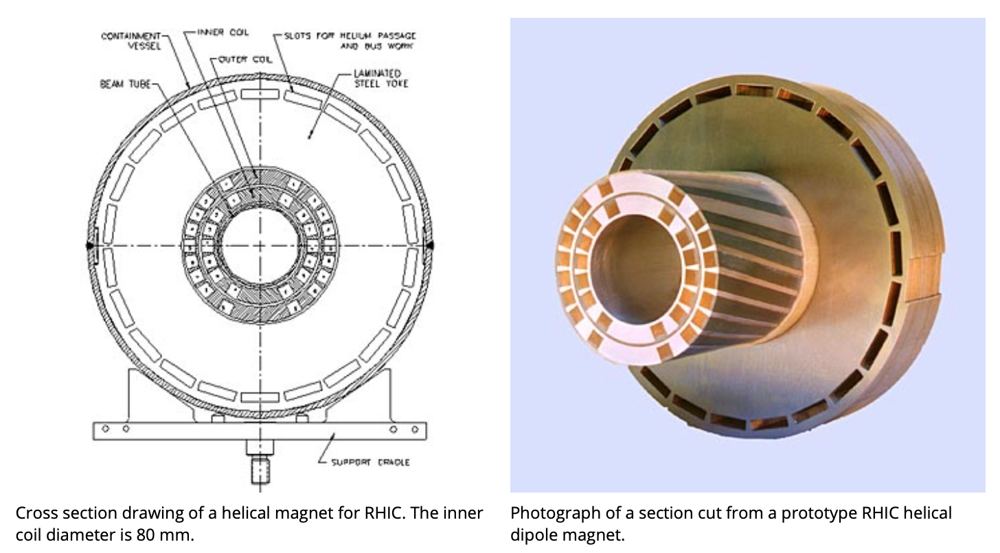 CONTAINMENT
VESSEL
INNER COIL
SLOTS FOR HELIUM PASSAGE
AND BUS WORK
OUTER COIL
LAMINATED
STEEL YOKE
BEAM TUBE
SUPPORT CRADLE
Cross section drawing of a helical magnet for RHIC. The inner
coil diameter is 80 mm.
Photograph of a section cut from a prototype RHIC helical
dipole magnet.